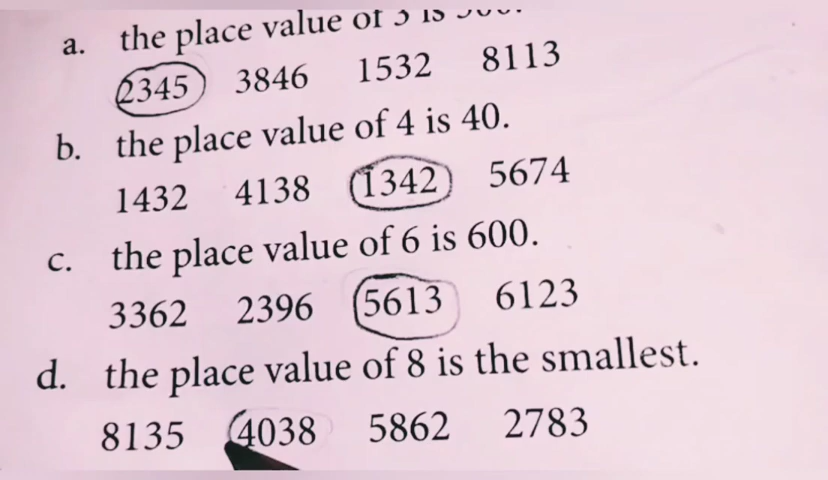 a. the place value of 3 is
2345 3846 1532 8113
b. the place value of 4 is 40.
1432 4138 1342 5674
c. the place value of 6 is 600.
3362 2396 5613 6123
d. the place value of 8 is the smallest.
8135 4038 5862 2783